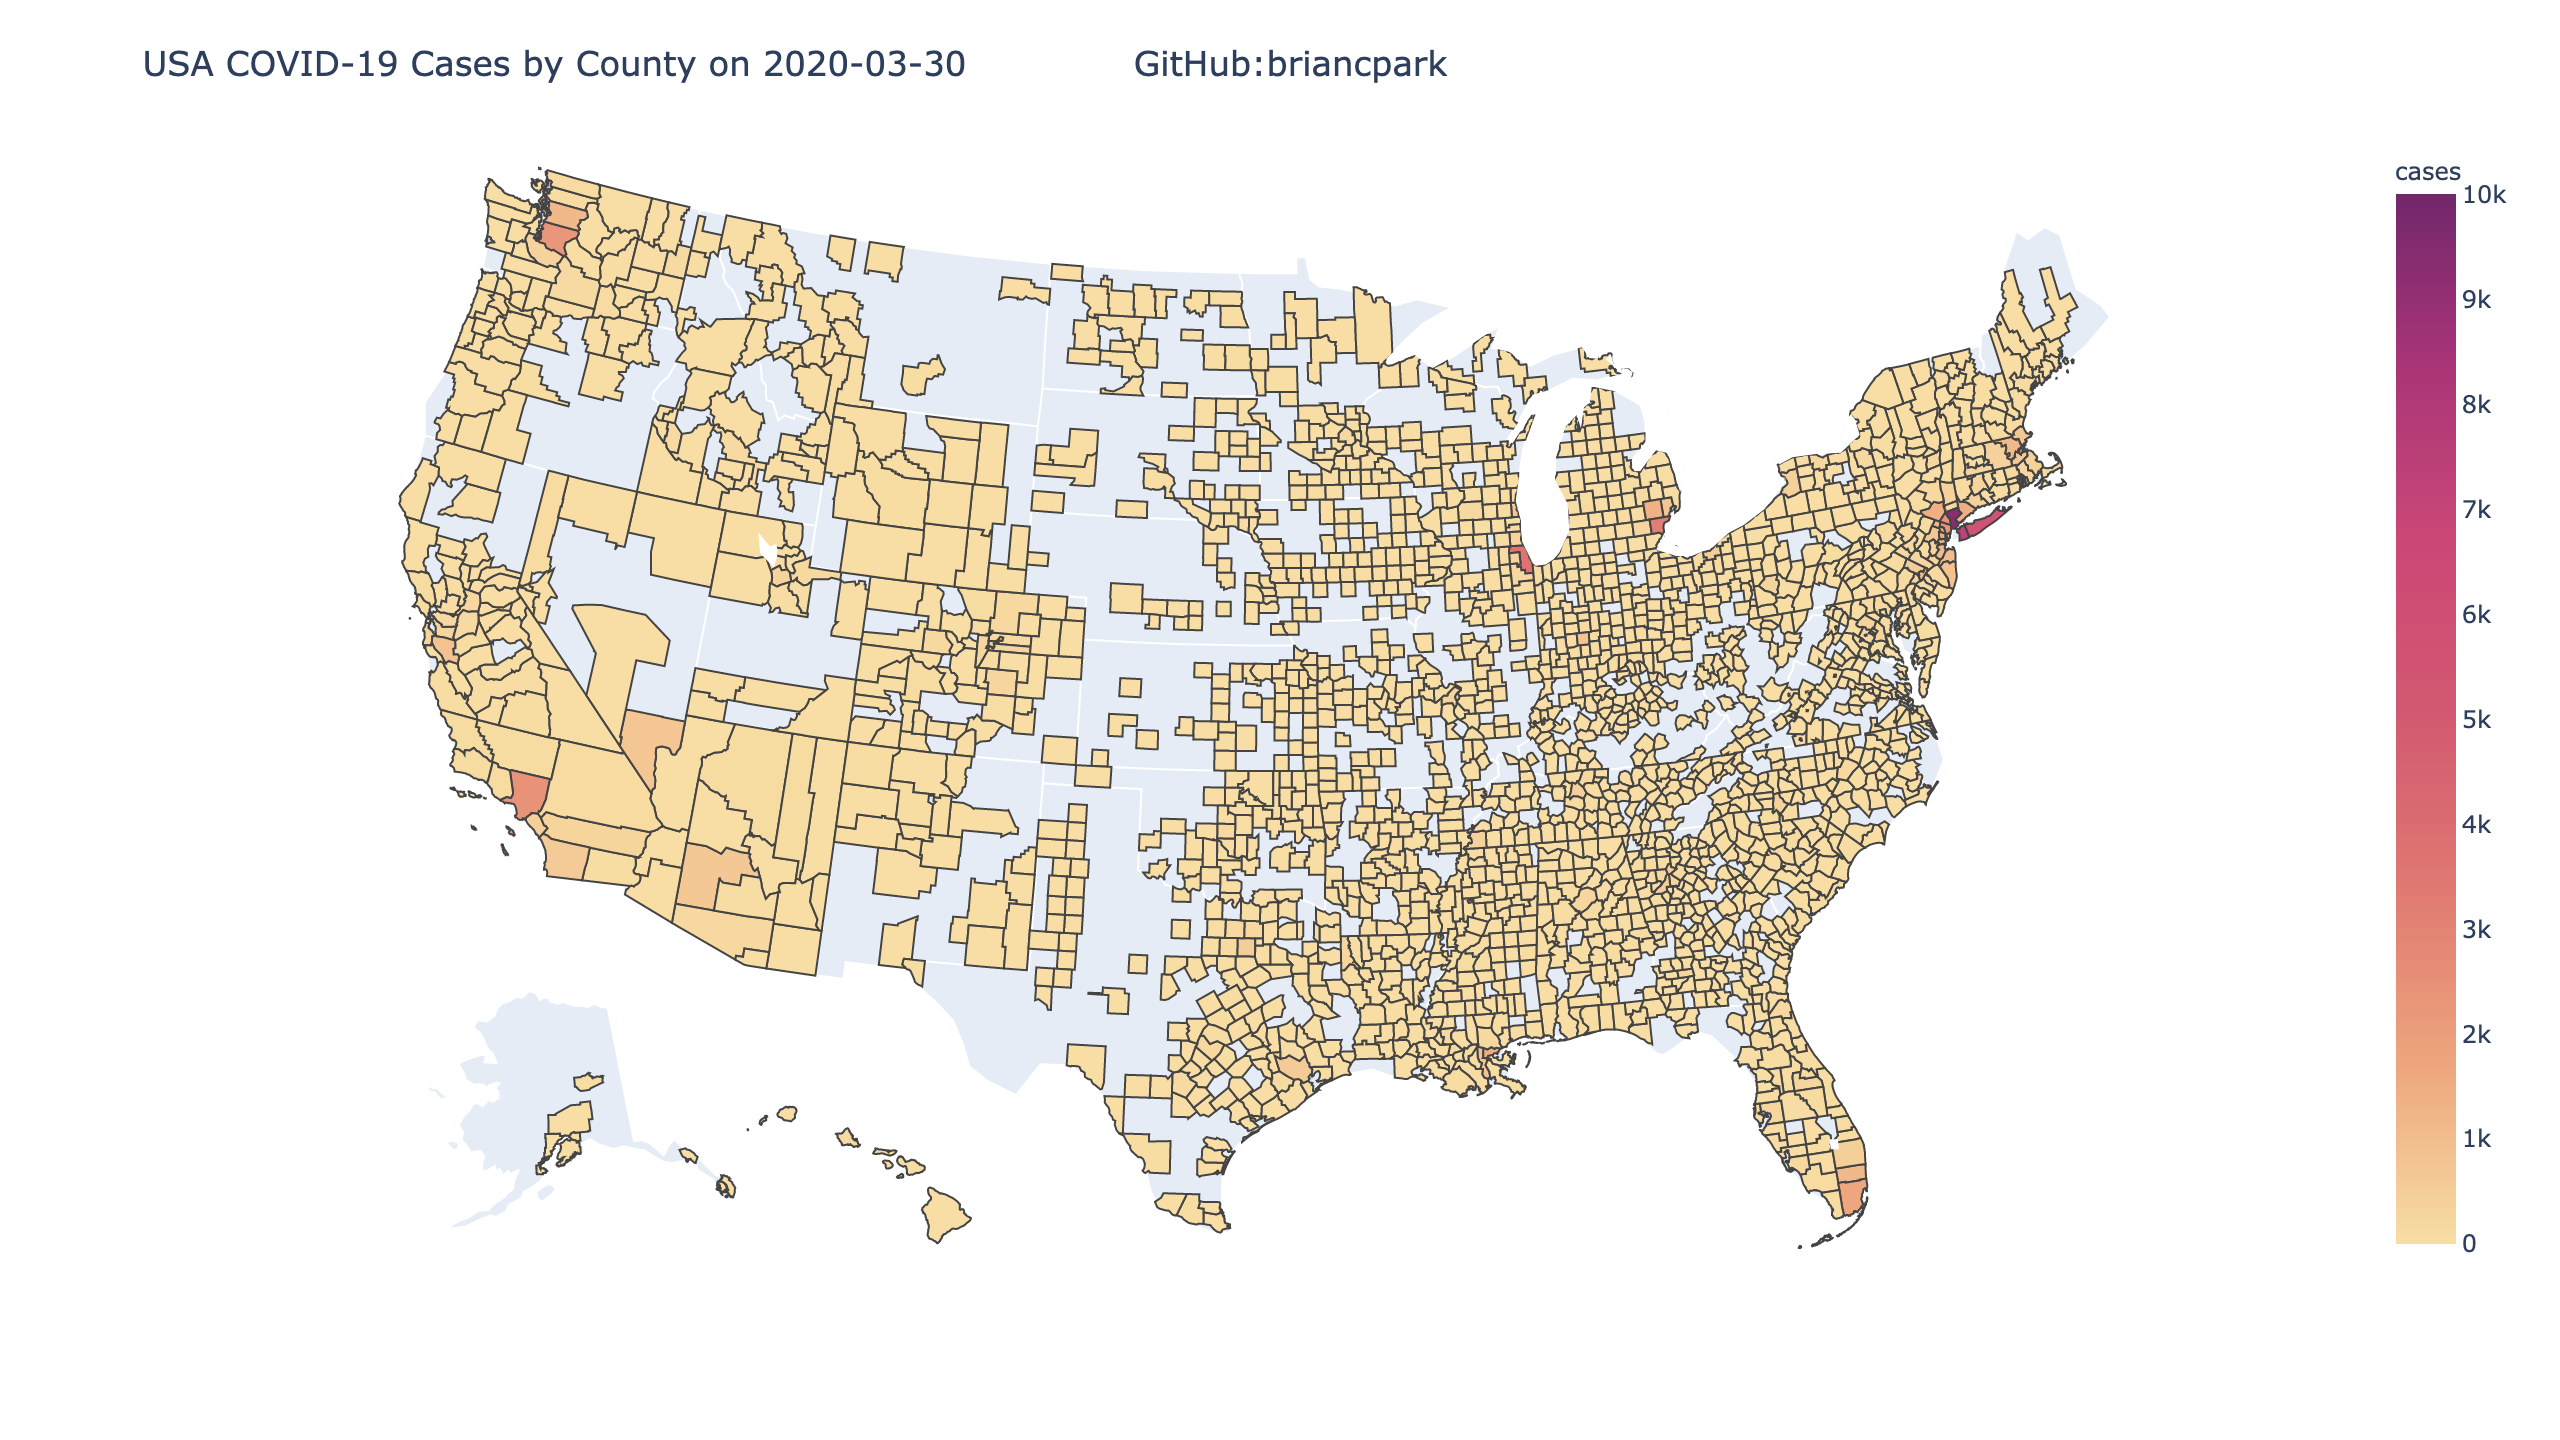 USA COVID-19 Cases by County on 2020-03-30 GitHub:briancpark
cases
10k
9k
8k
7k
6k
5k
4k
3k
2k
1k
0